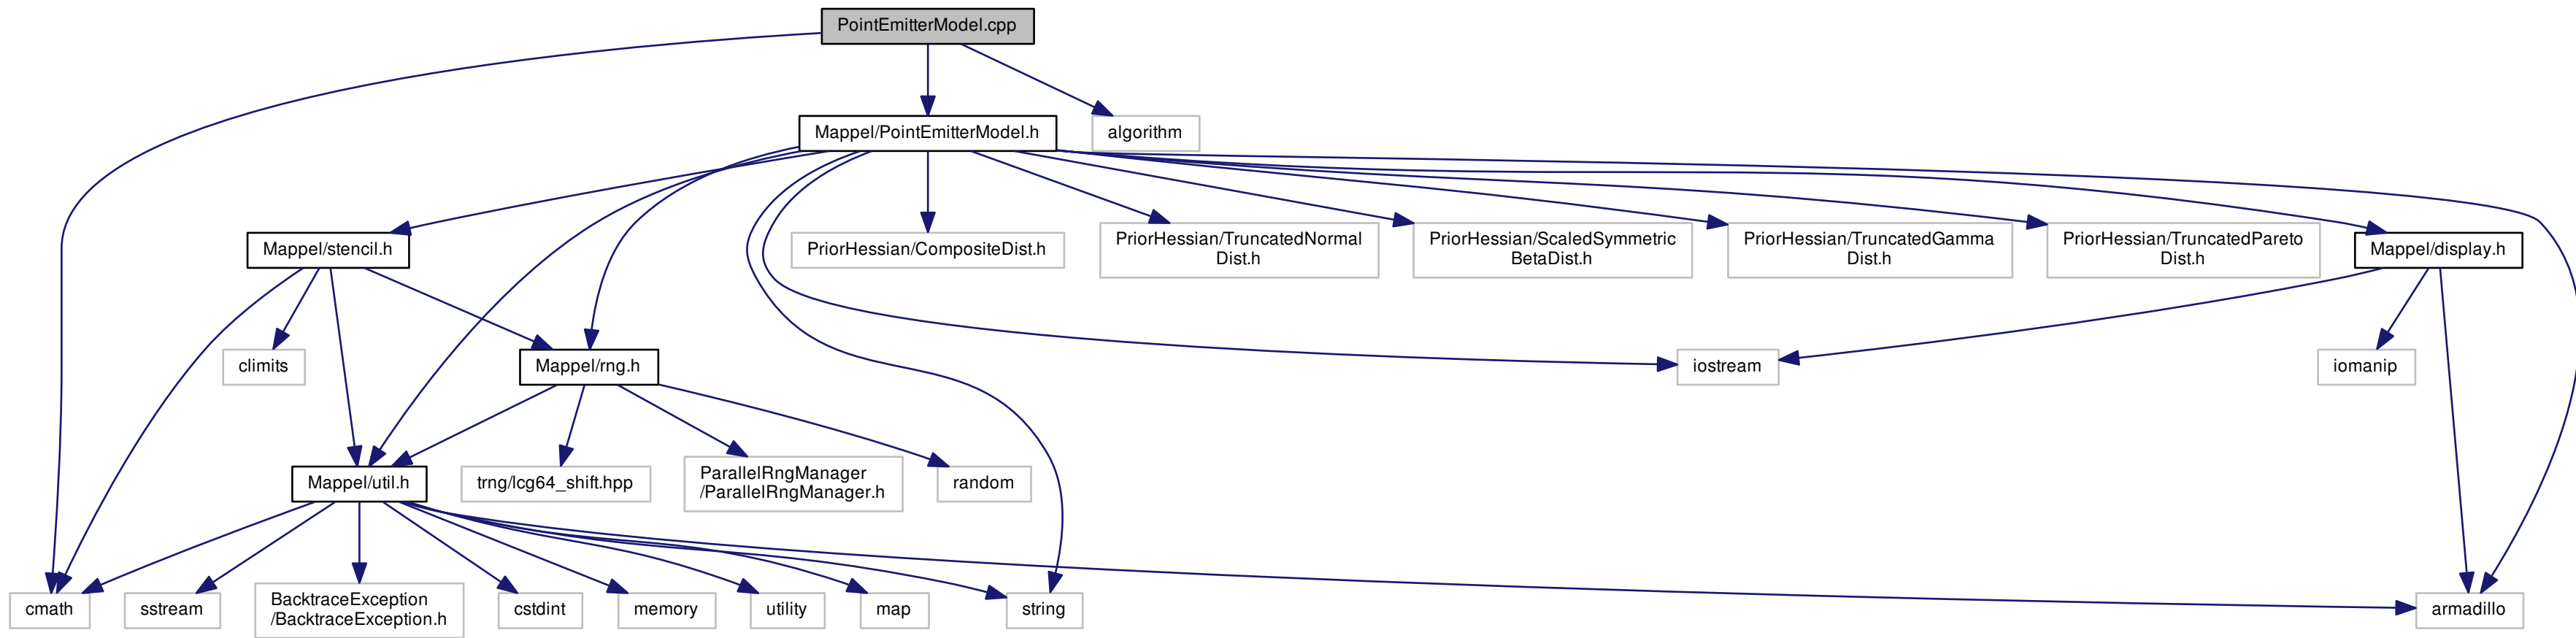 PointEmitterModel.cpp
Mappel/PointEmitterModel.h
algorithm
Mappel/stencil.h
PriorHessian/CompositeDist.h
PriorHessian/TruncatedNormal
Dist.h
PriorHessian/ScaledSymmetric
BetaDist.h
PriorHessian/TruncatedGamma
Dist.h
PriorHessian/TruncatedPareto
Dist.h
Mappel/display.h
climits
Mappel/rng.h
iostream
iomanip
Mappel/util.h
trng/lcg64_shift.hpp
ParallelRngManager
/ParallelRngManager.h
random
cmath
sstream
BacktraceException
/BacktraceException.h
cstdint
memory
utility
map
string
armadillo